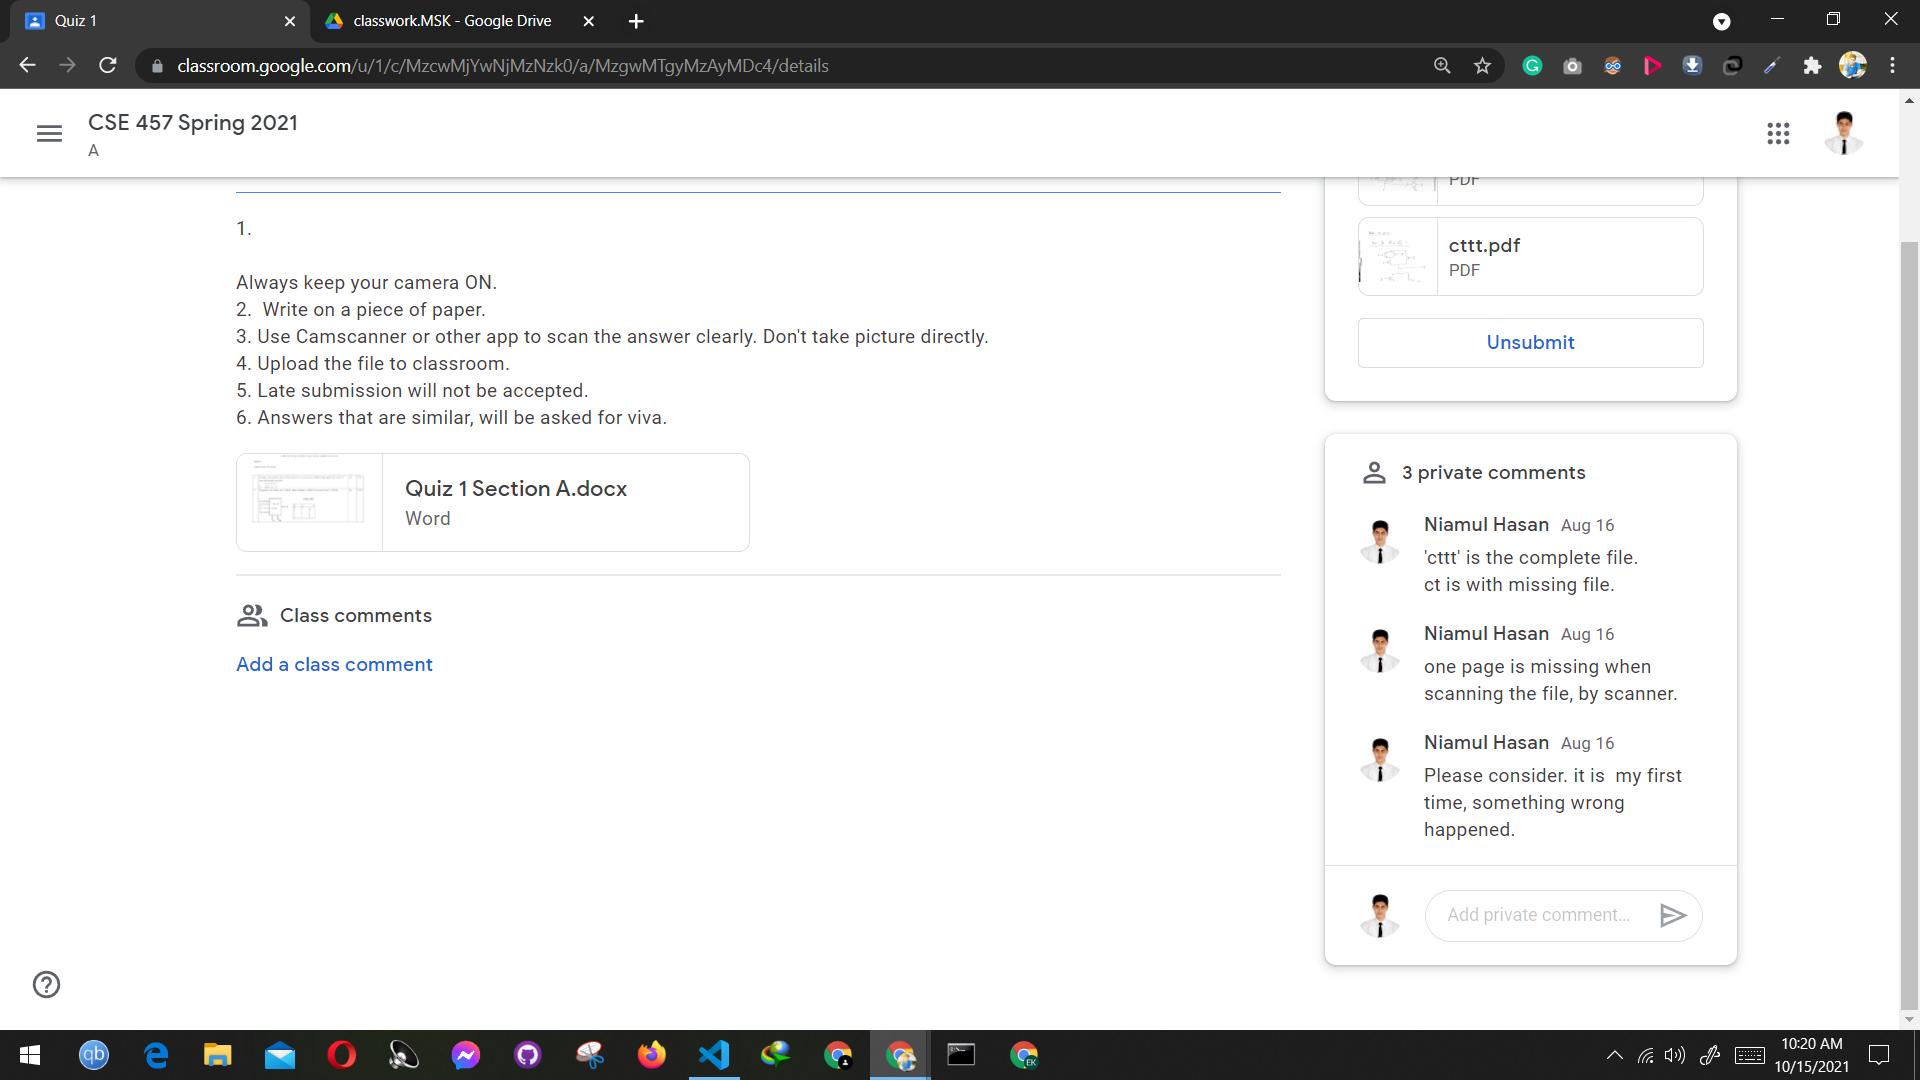 Quiz 1
classwork.MSK - Google Drive
classroom.google.com/u/1/c/MzcwMjYwNjMzNzk0/a/MzgwMTgyMzAyMDc4/details
CSE 457 Spring 2021
A
1.
Always keep your camera ON.
2.  Write on a piece of paper.
3. Use Camscanner or other app to scan the answer clearly. Don't take picture directly.
4. Upload the file to classroom.
5. Late submission will not be accepted.
6. Answers that are similar, will be asked for viva.
Quiz 1 Section A.docx
Word
Class comments
Add a class comment
PDF
cttt.pdf
PDF
Unsubmit
3 private comments
Niamul Hasan Aug 16
'cttt' is the complete file.
ct is with missing file.
Niamul Hasan Aug 16
one page is missing when
scanning the file, by scanner.
Niamul Hasan Aug 16
Please consider. it is  my first
time, something wrong
happened.
Add private comment...
qb
EK
10:20 AM
10/15/2021